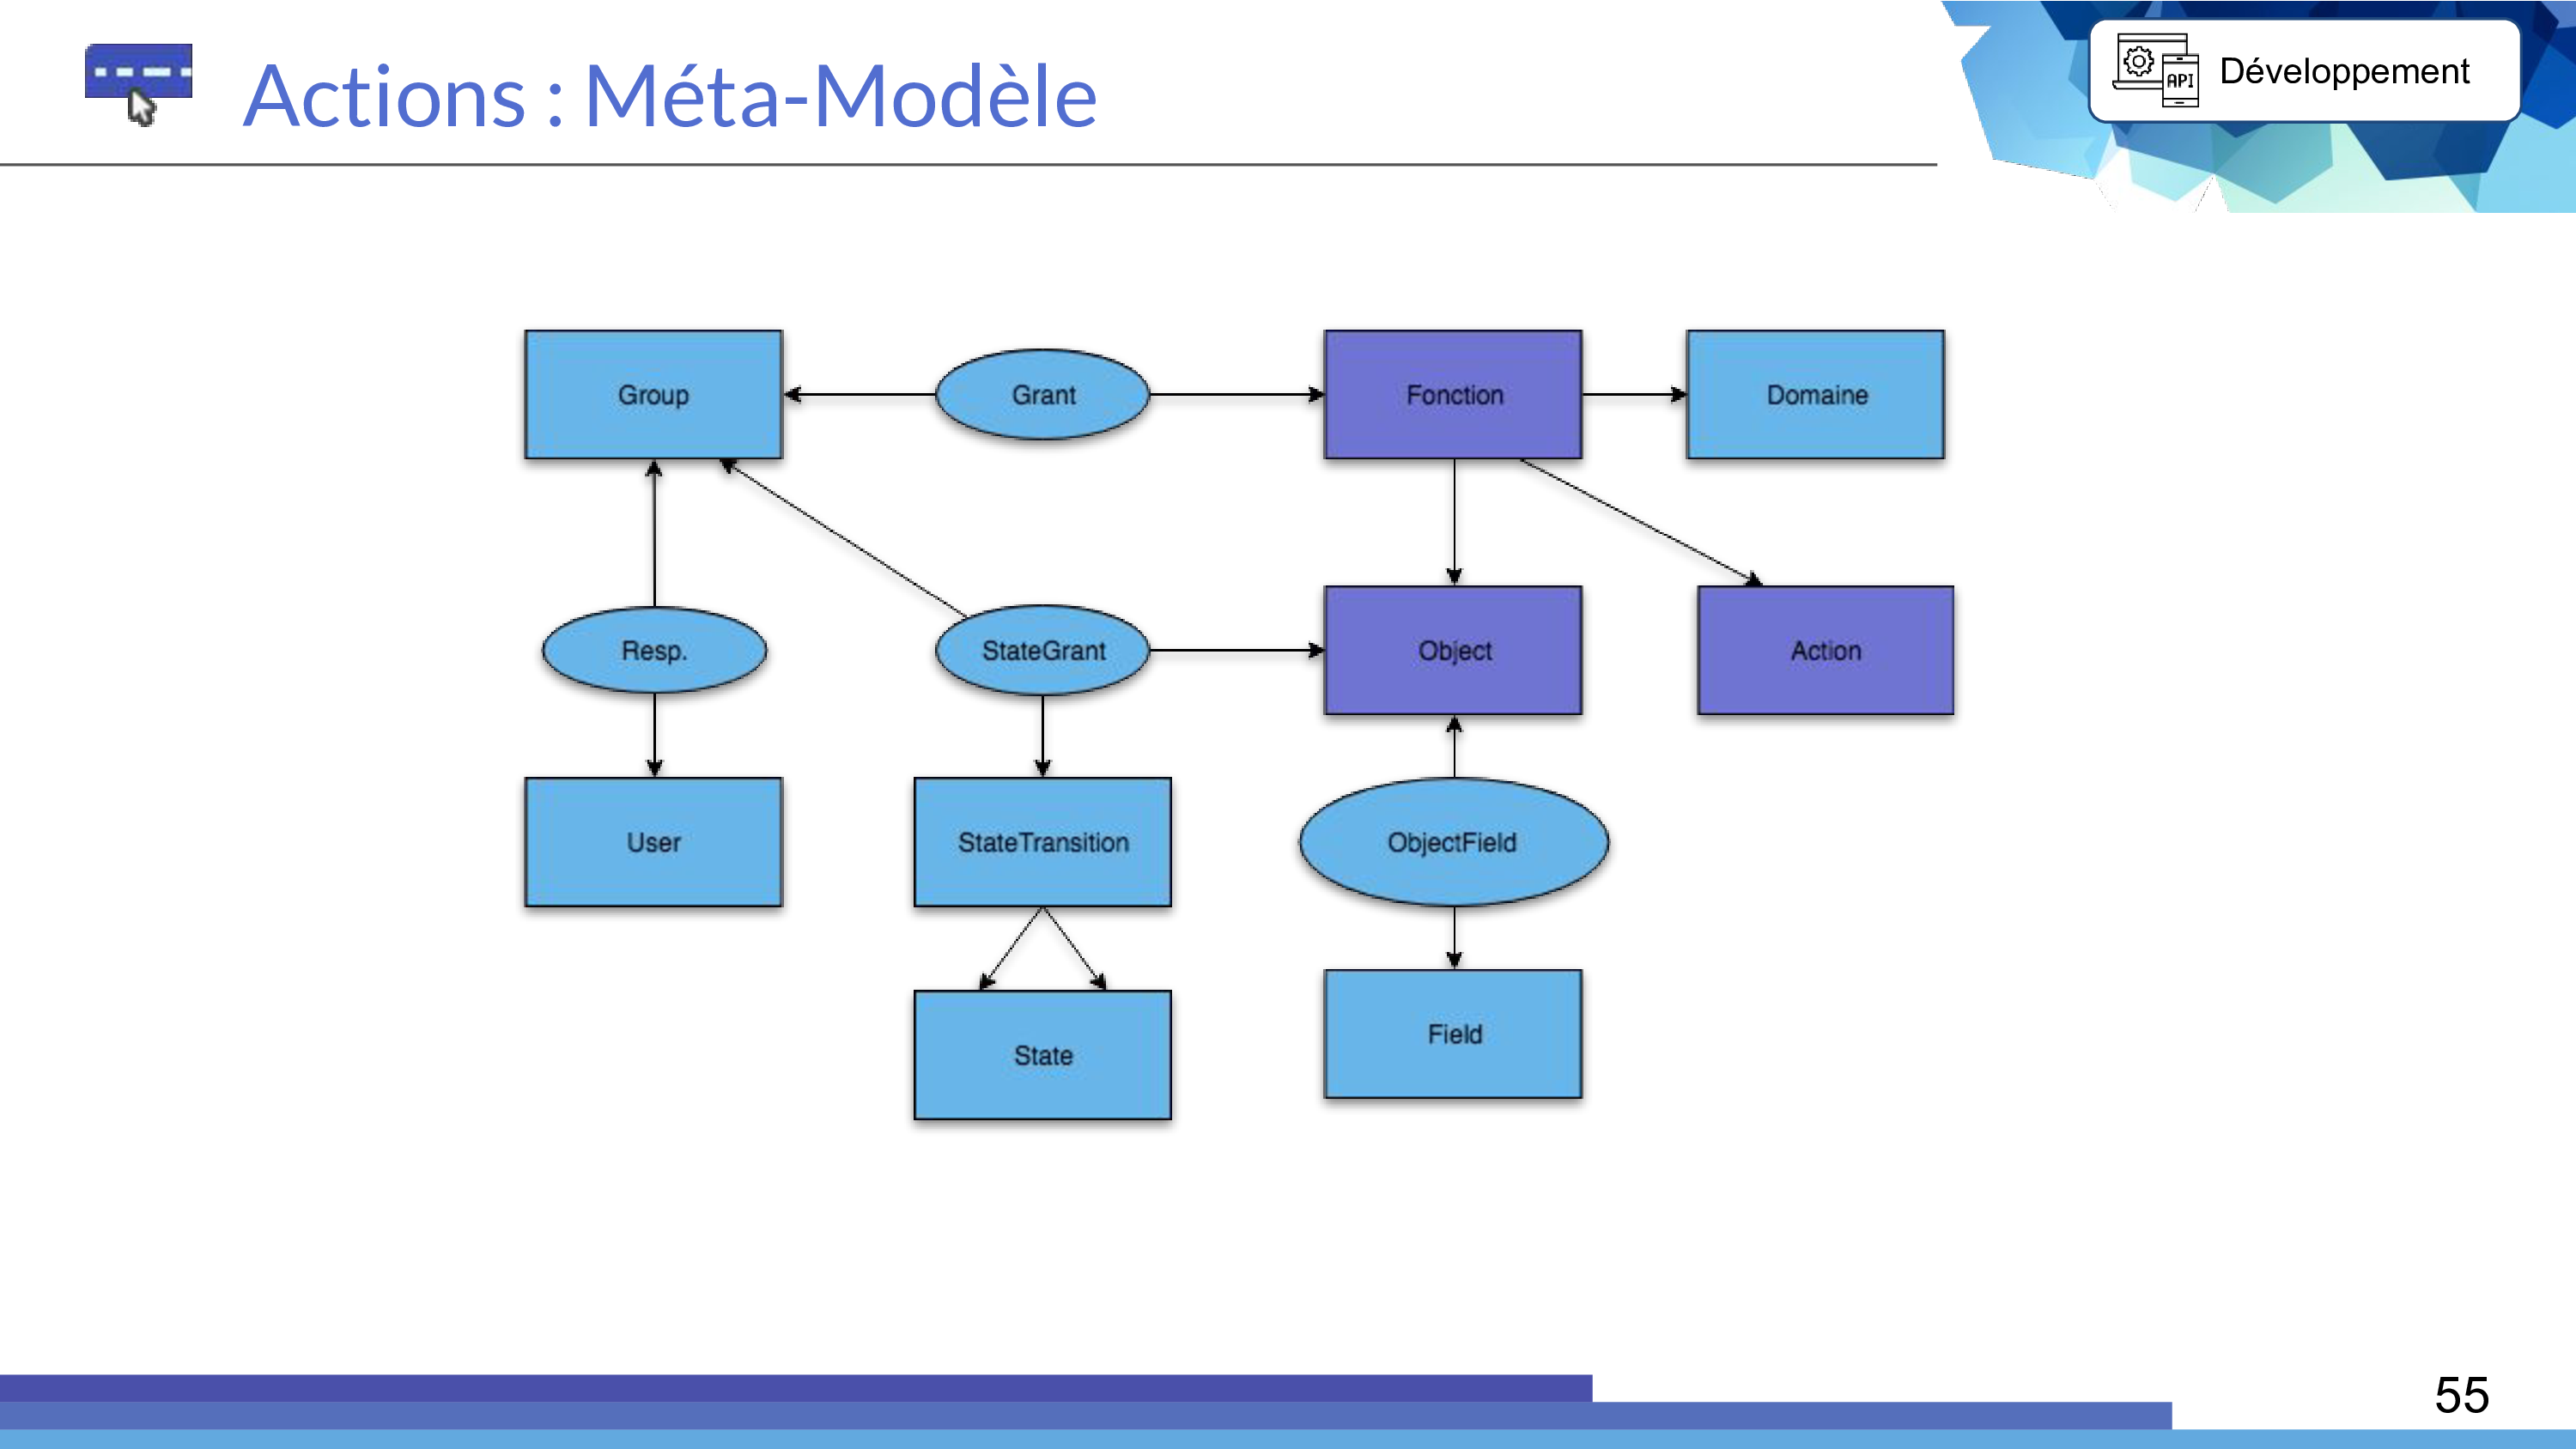 Actions : Méta-Modèle
API
Développement
Group
Grant
Fonction
Domaine
Resp.
StateGrant
Object
Action
User
StateTransition
ObjectField
State
Field
55